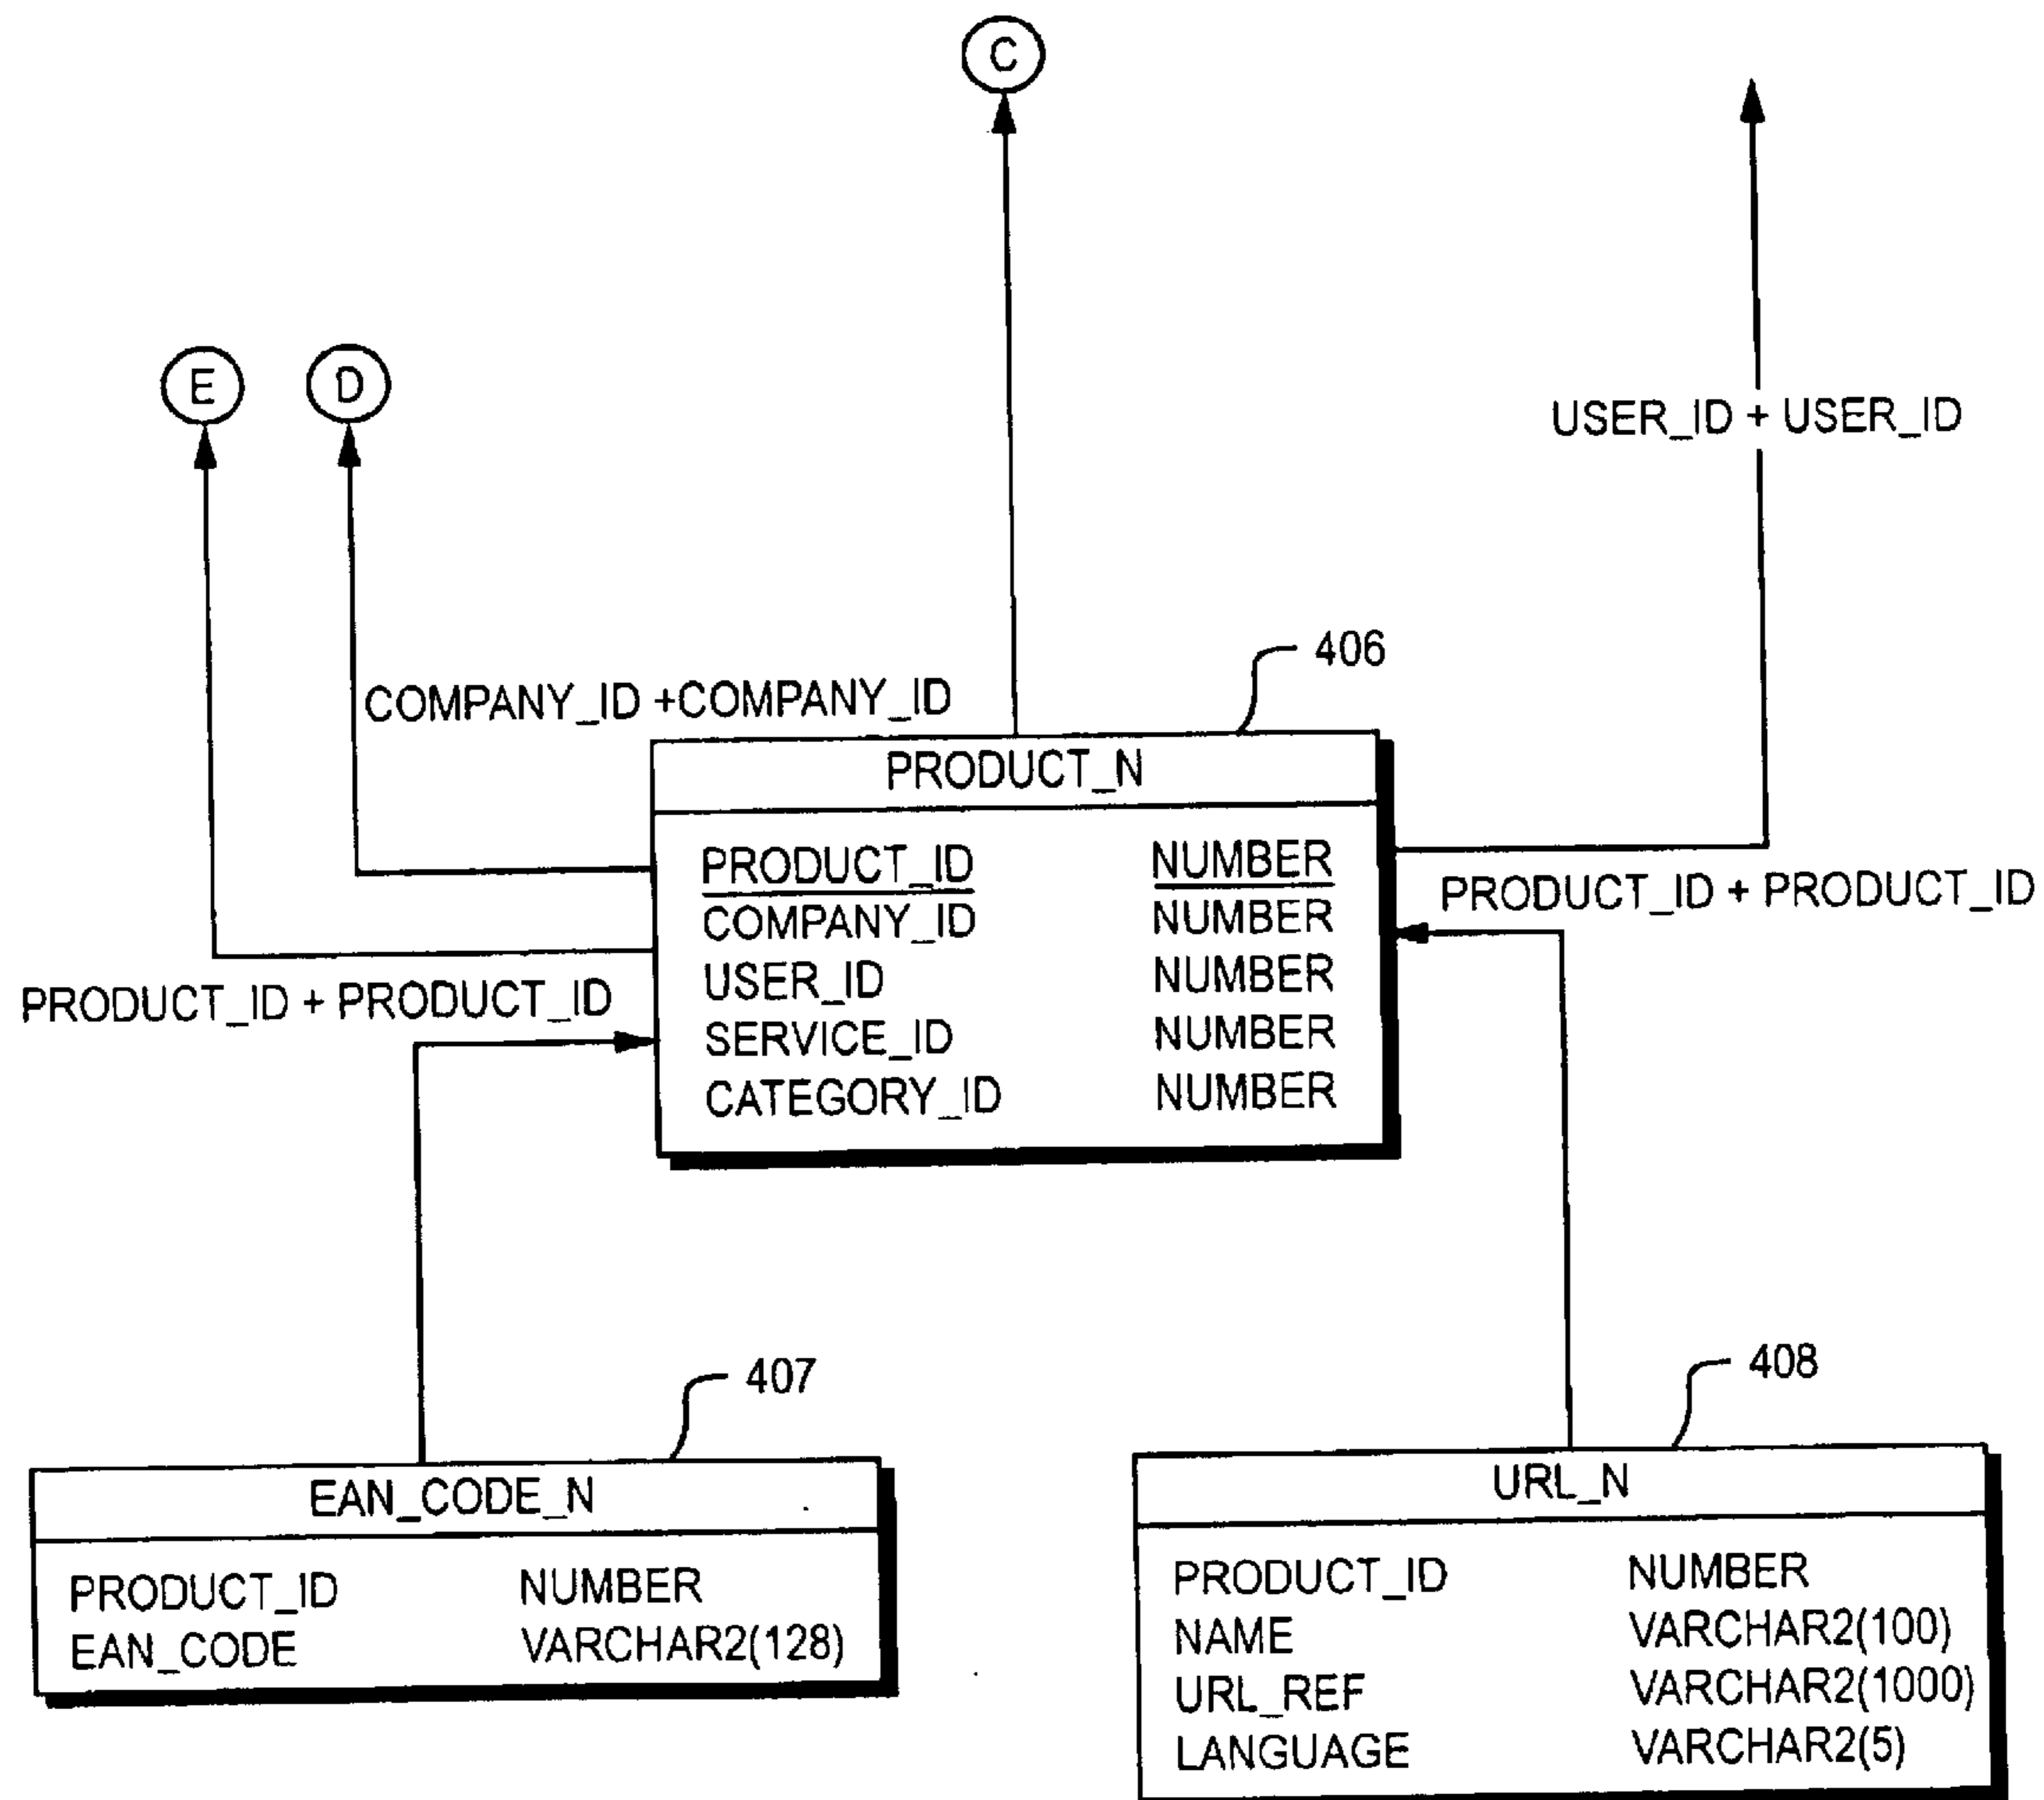 C
E
D
USER_ID + USER_ID
406
COMPANY_ID +COMPANY_ID
PRODUCT_N
PRODUCT_ID NUMBER
COMPANY_ID NUMBER
USER_ID NUMBER
SERVICE_ID NUMBER
CATEGORY_ID NUMBER
PRODUCT_ID + PRODUCT_ID
PRODUCT_ID + PRODUCT_ID
407
EAN_CODE_N
PRODUCT_ID NUMBER
EAN_CODE VARCHAR2(128)
408
URL_N
PRODUCT_ID NUMBER
NAME VARCHAR2(100)
URL_REF VARCHAR2(1000)
LANGUAGE VARCHAR2(5)